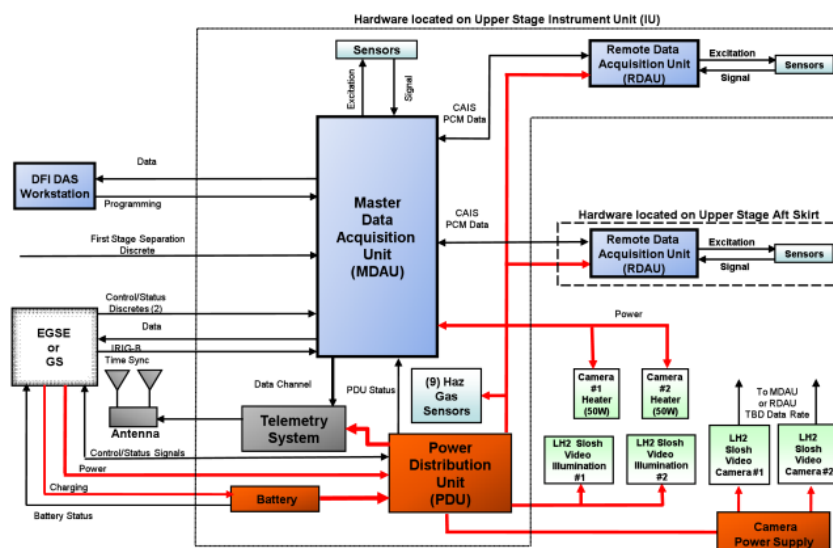 Hardware located on Upper Stage Instrument Unit (IU)
Sensors
Excitation
Signal
Remote Data
Acquisition Unit
(RDAU)
Excitation
Signal
Sensors
CAIS
PCM Data
DFI DAS
Workstation
Data
Programming
Master
Data
Acquisition
Unit
(MDAU)
CAIS
PCM Data
Hardware located on Upper Stage Aft Skirt
Remote Data
Acquisition Unit
(RDAU)
Excitation
Signal
Sensors
First Stage Separation
Discrete
Control/Status
Discretes (2)
Data
IRIG-B
Time Sync
EGSE
or
GS
Antenna
Data Channel
PDU Status
Telemetry
System
(9) Haz
Gas
Sensors
Power
Camera
#1
Heater
(50W)
Camera
#2
Heater
(50W)
To MDAU
or RDAU
TBD Data Rate
LH2 Slosh
Video
Illumination
#1
LH2 Slosh
Video
Illumination
#2
LH2
Slosh
Video
Camera #1
LH2
Slosh
Video
Camera #2
Control/Status Signals
Power
Charging
Battery Status
Battery
Power
Distribution
Unit
(PDU)
Camera
Power Supply